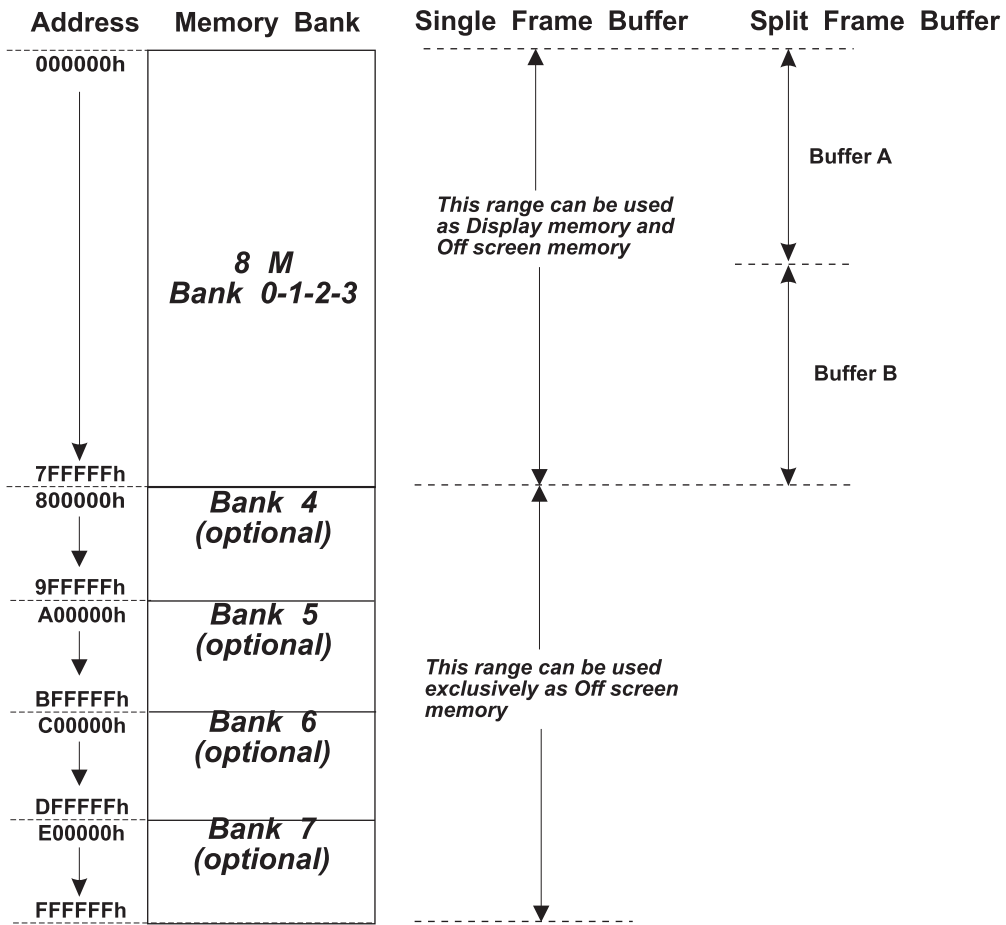 Address Memory Bank Single Frame Buffer Split Frame Buffer
000000h
Buffer A
This range can be used
as Display memory and
Off screen memory
8 M
Bank 0-1-2-3
Buffer B
7FFFFFh
800000h
Bank 4
(optional)
9FFFFFh
A00000h
Bank 5
(optional)
This range can be used
exclusively as Off screen
memory
BFFFFFh
C00000h
Bank 6
(optional)
DFFFFFh
E00000h
Bank 7
(optional)
FFFFFFh